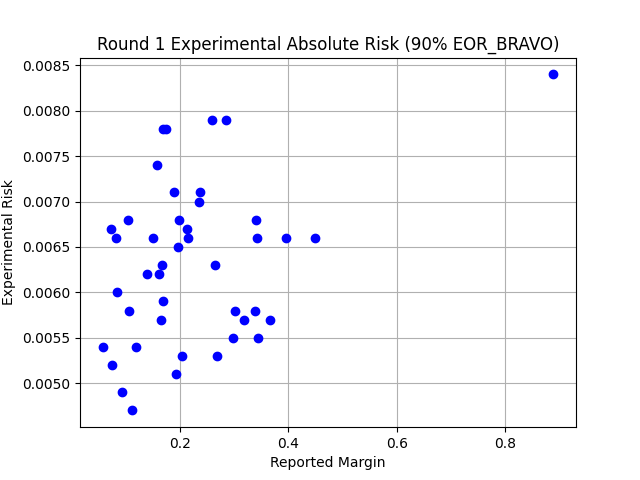 Round 1 Experimental Absolute Risk (90% EOR_BRAVO)
Experimental Risk
0.0085
0.0080
0.0075
0.0070
0.0065
0.0060
0.0055
0.0050
0.2 0.4 0.6 0.8
Reported Margin